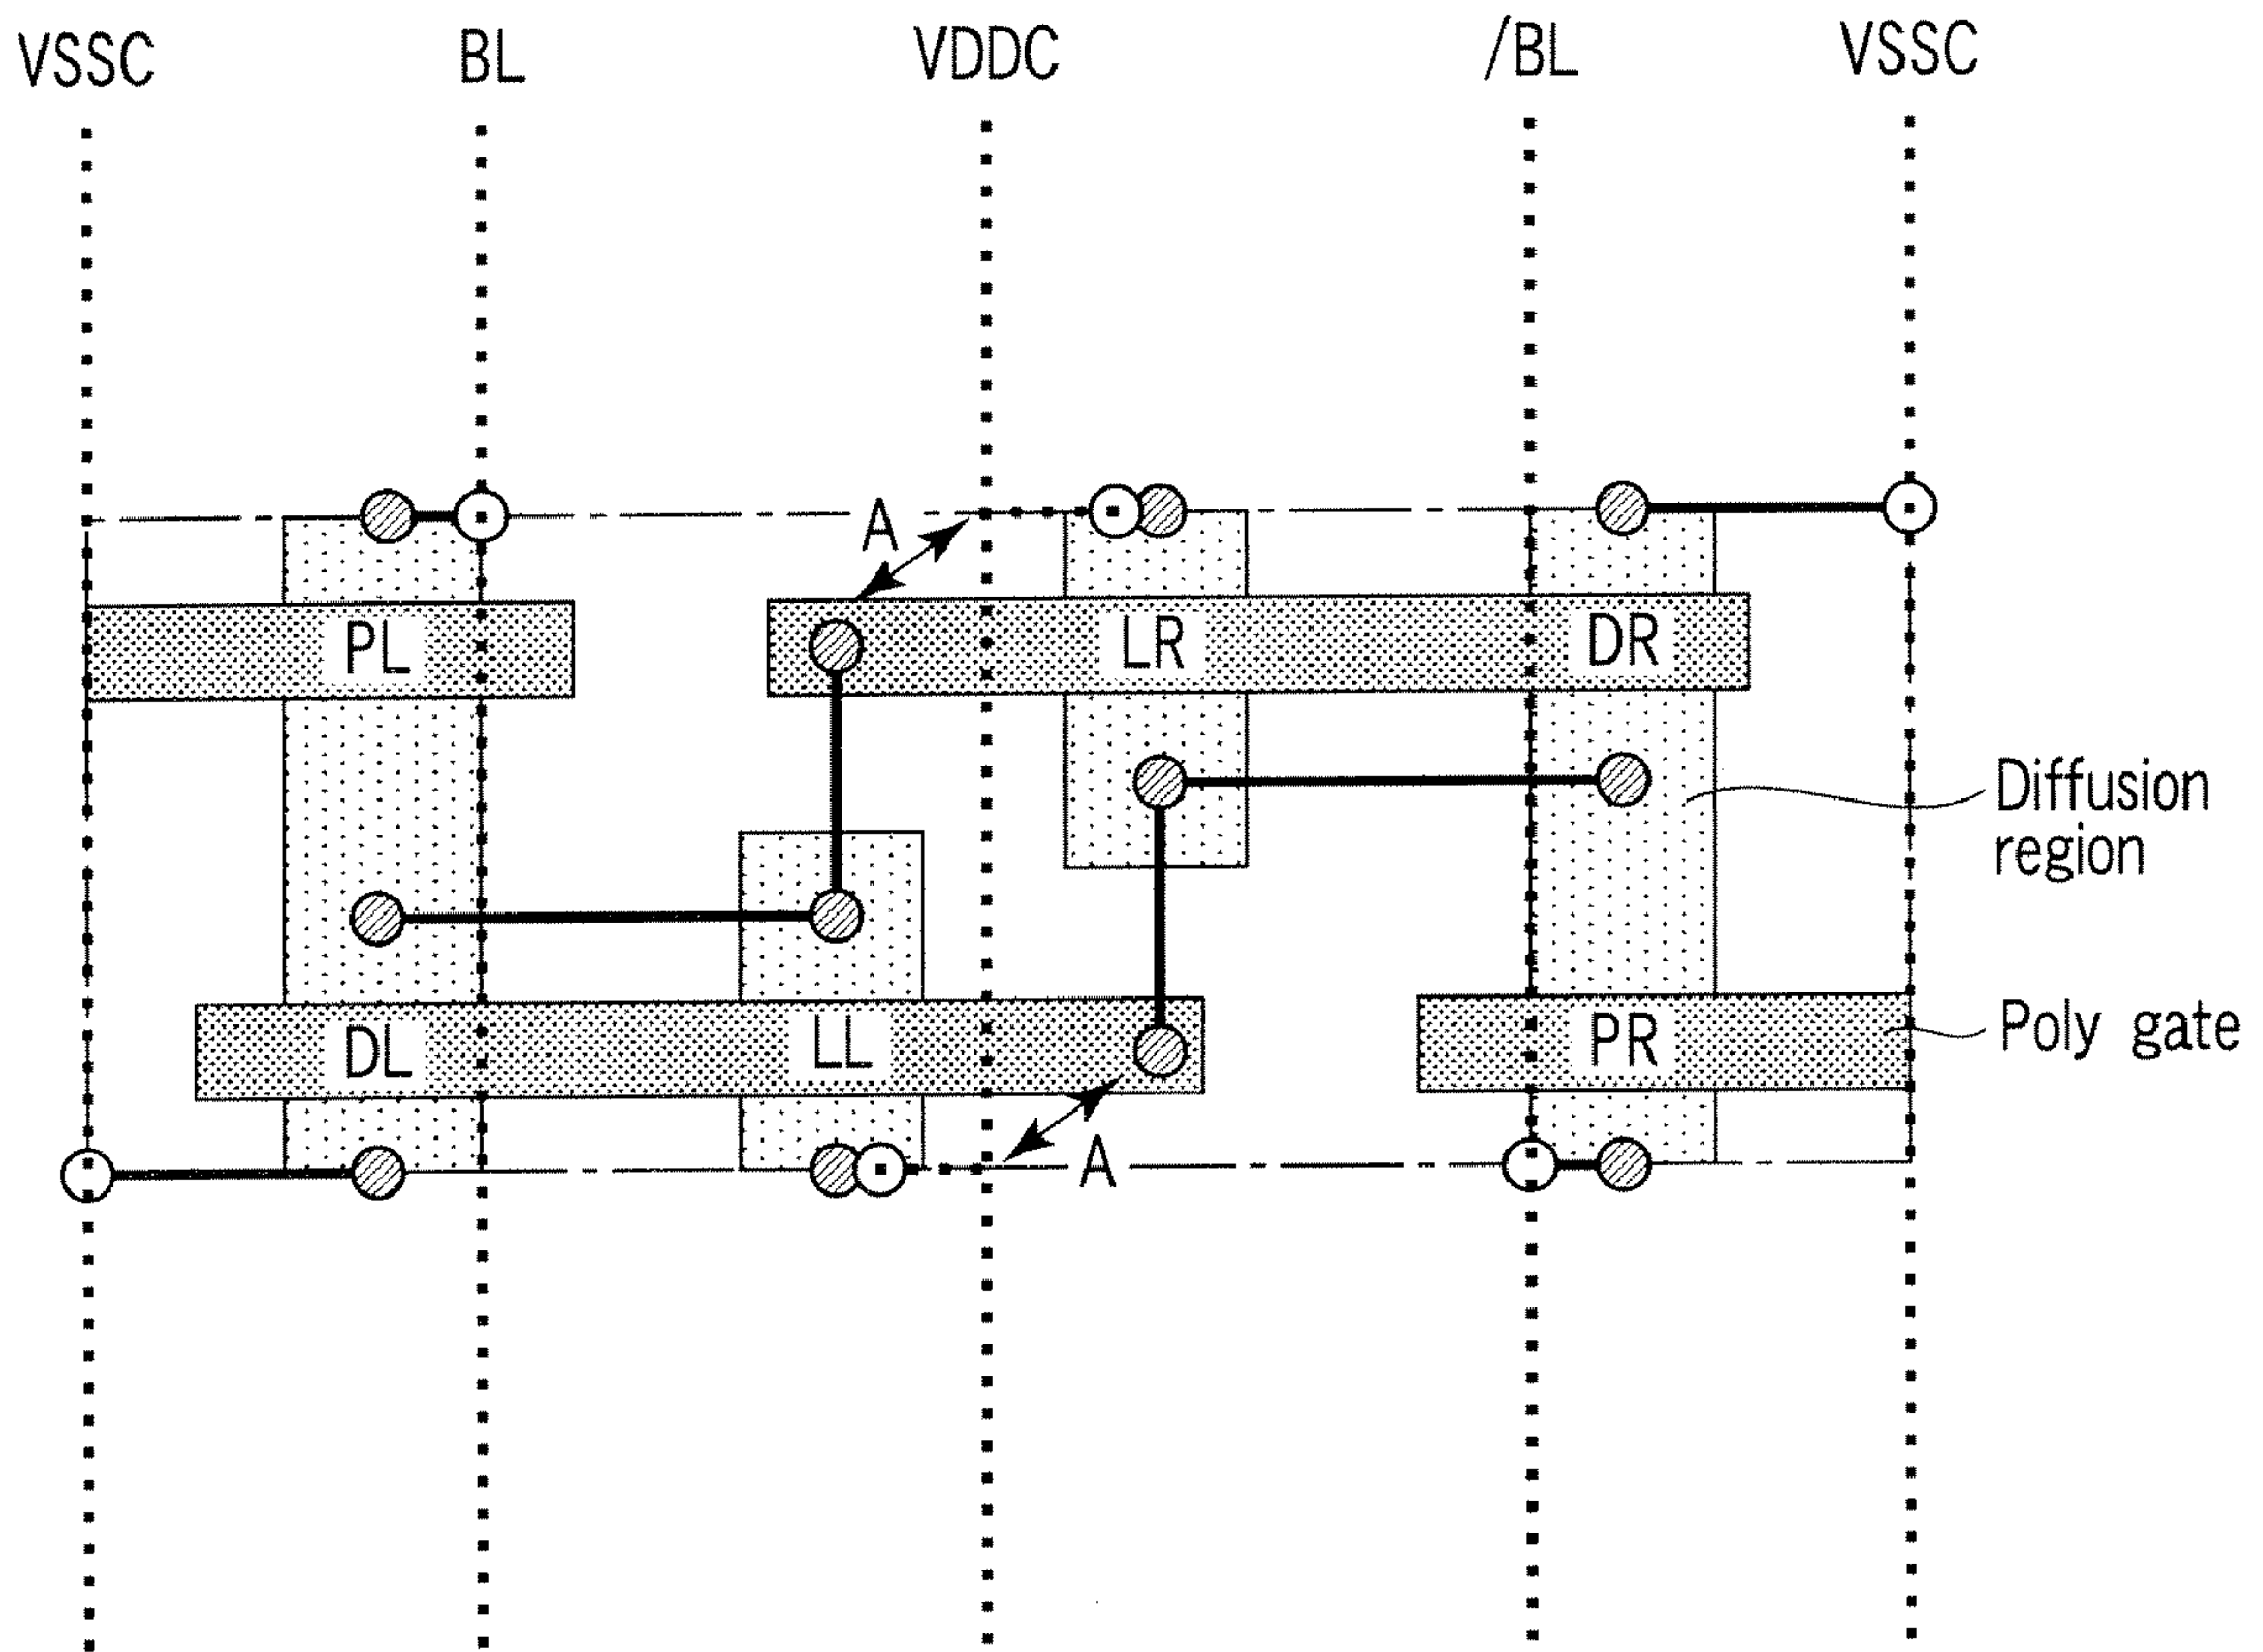 VSSC
BL
VDDC
/BL
VSSC
A
PL
LR
DR
Diffusion
region
DL
LL
PR
Poly gate
A